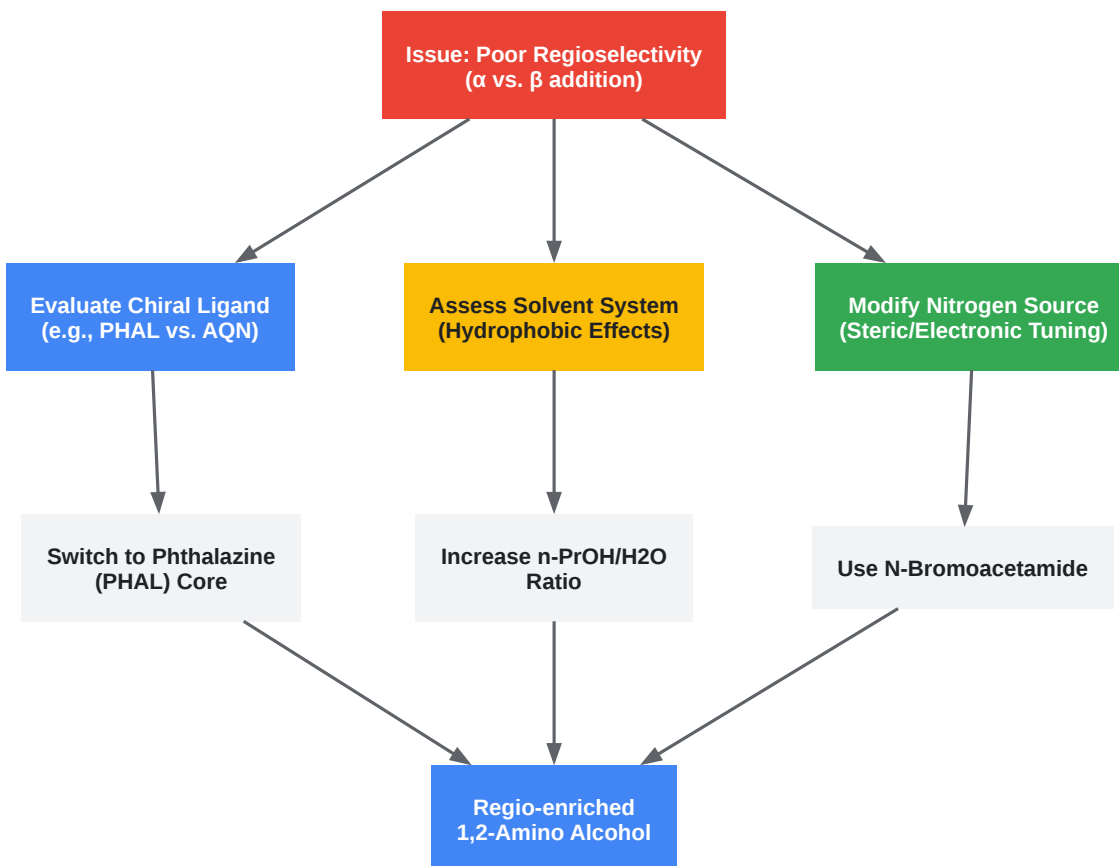 Issue: Poor Regioselectivity
(α vs. β addition)
Evaluate Chiral Ligand
(e.g., PHAL vs. AQN)
Assess Solvent System
(Hydrophobic Effects)
Modify Nitrogen Source
(Steric/Electronic Tuning)
Switch to Phthalazine
(PHAL) Core
Increase n-PrOH/H2O
Ratio
Use N-Bromoacetamide
Regio-enriched
1,2-Amino Alcohol